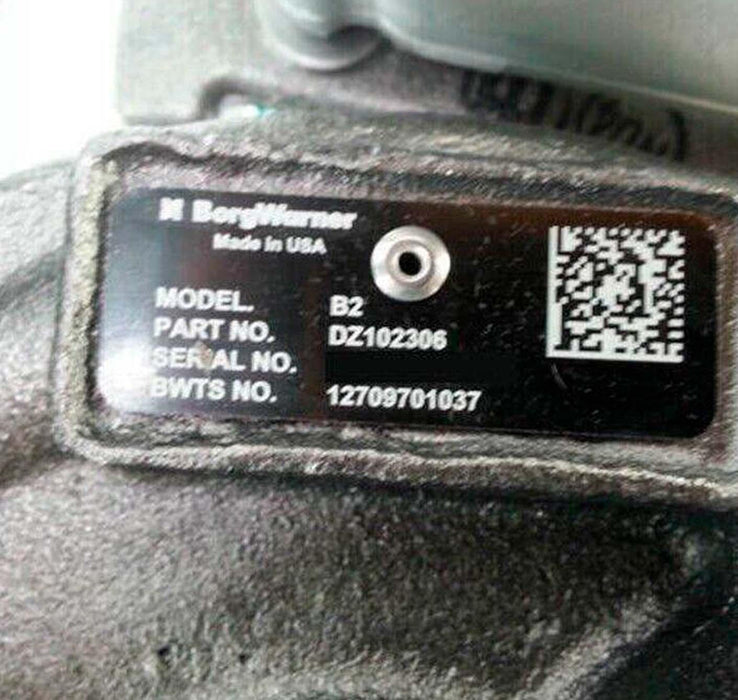 BorgWarner
Made in USA
MODEL. B2
PART NO. DZ102306
SERIAL NO.
BWTS NO. 12709701037